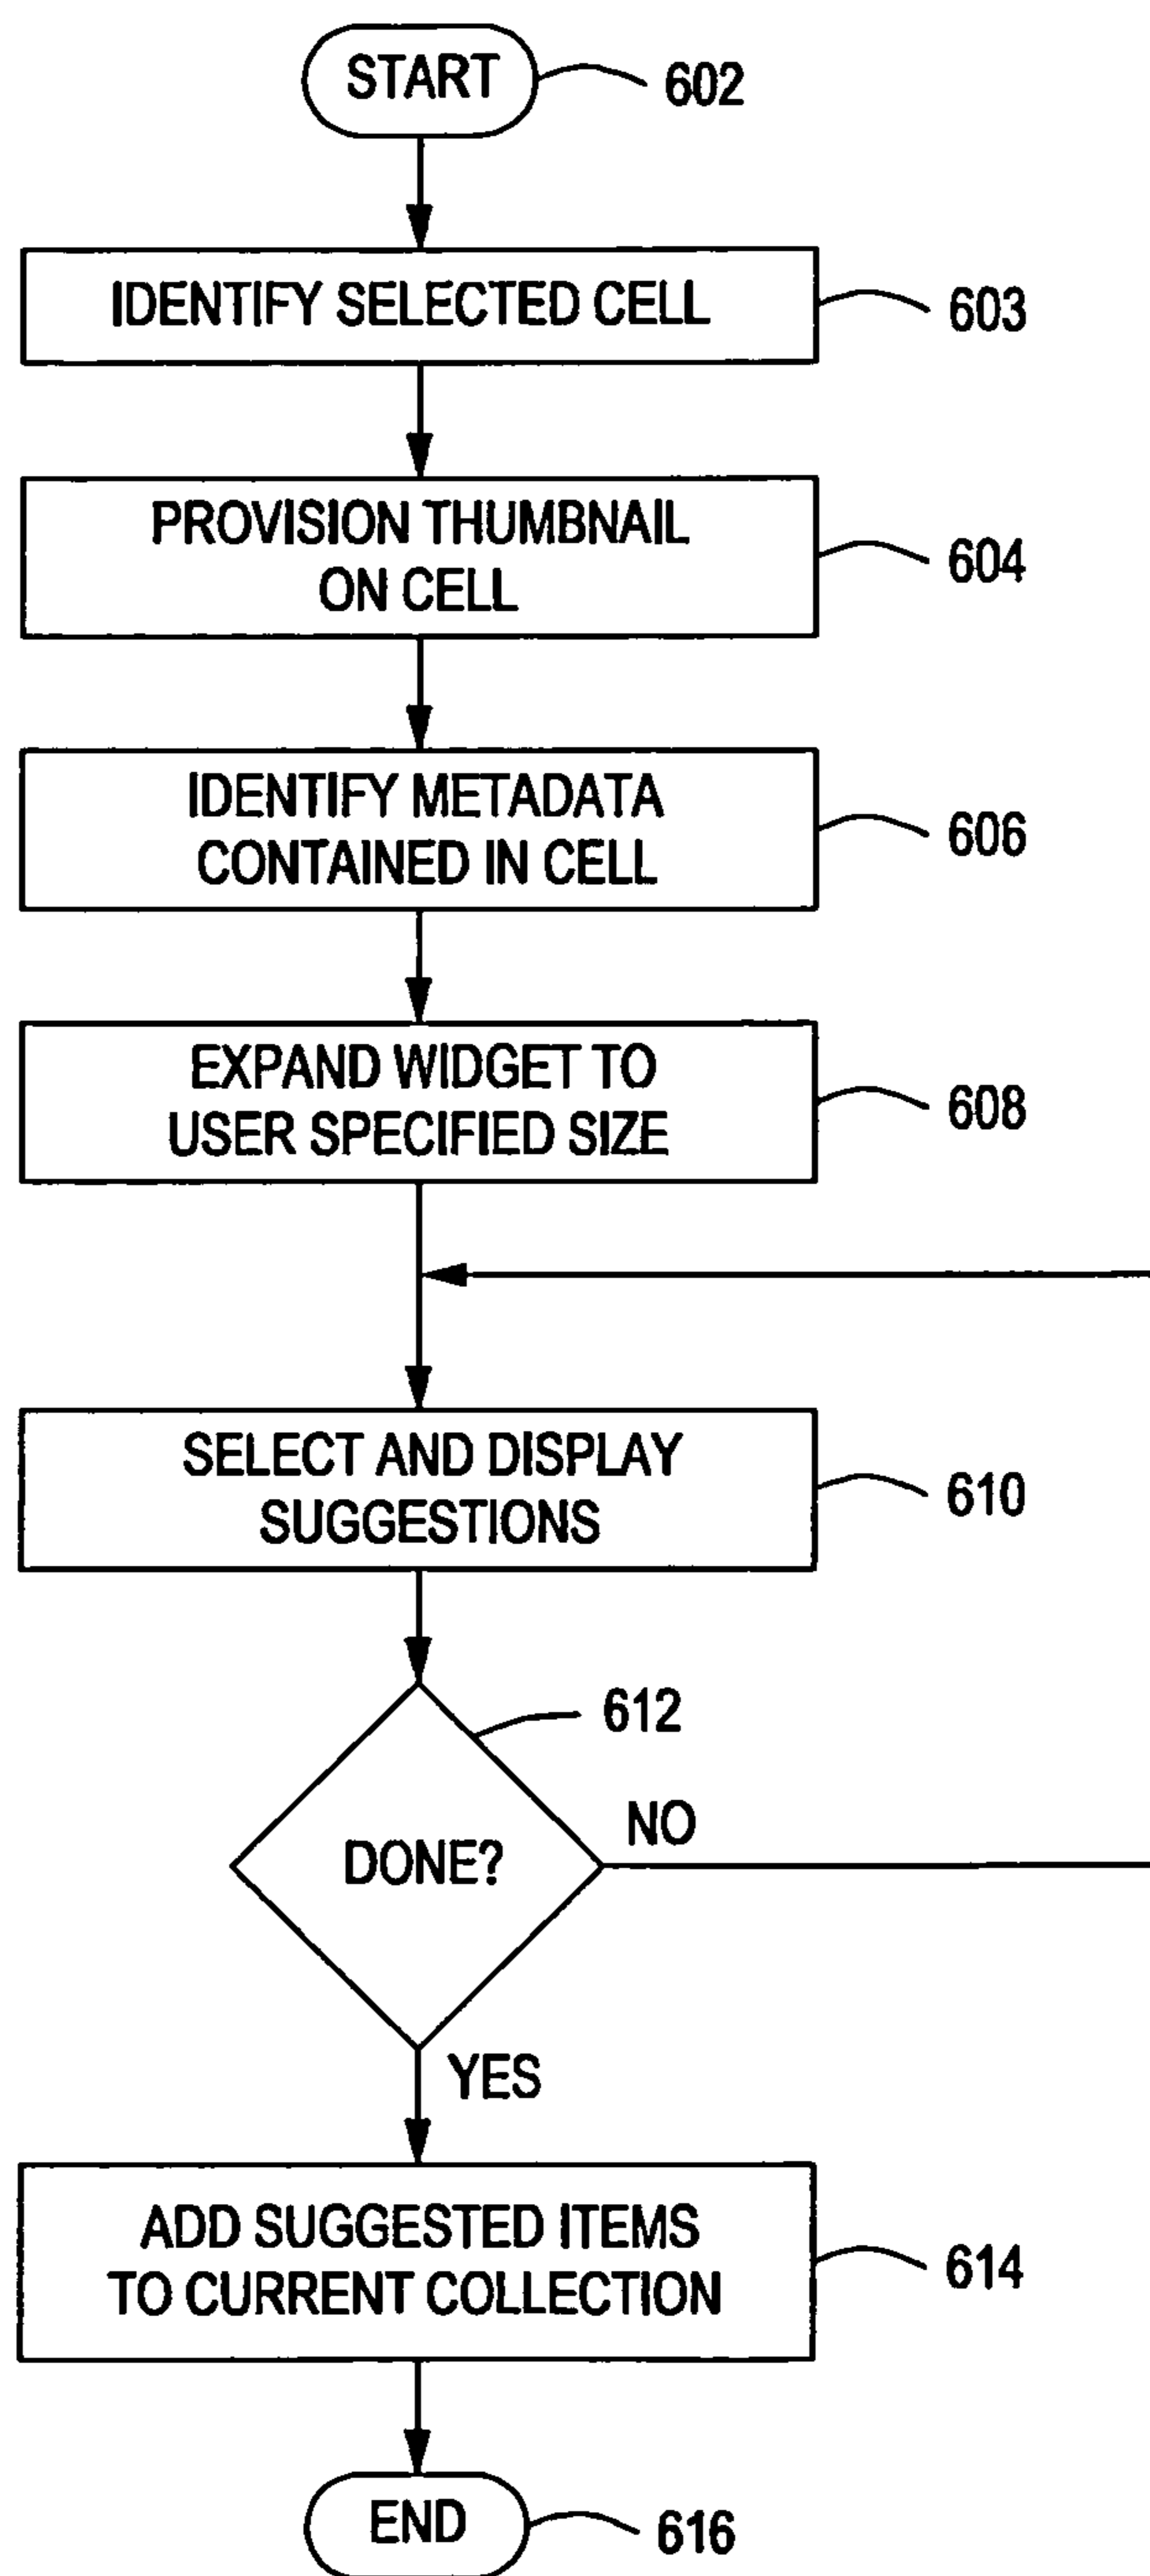 START
602
IDENTIFY SELECTED CELL
603
PROVISION THUMBNAIL
ON CELL
604
IDENTIFY METADATA
CONTAINED IN CELL
606
EXPAND WIDGET TO
USER SPECIFIED SIZE
608
SELECT AND DISPLAY
SUGGESTIONS
610
612
DONE?
NO
YES
ADD SUGGESTED ITEMS
TO CURRENT COLLECTION
614
END
616